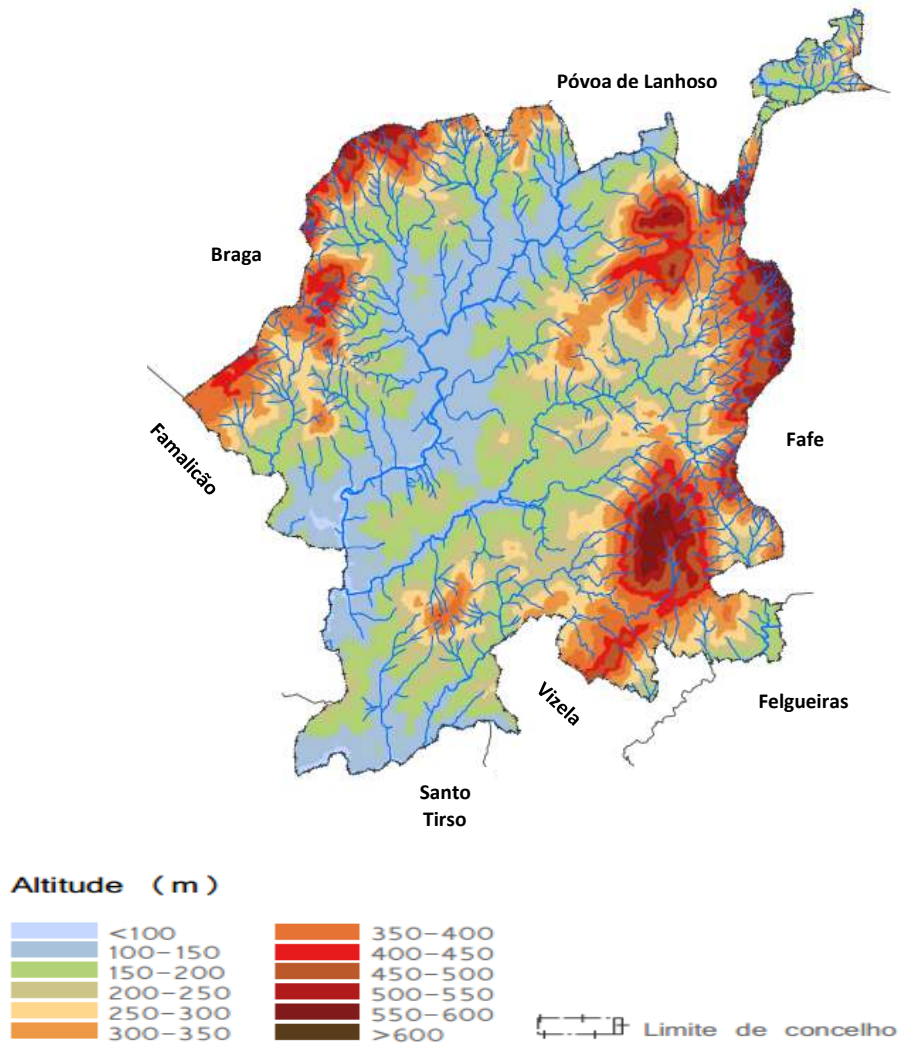 Póvoa de Lanhoso
Braga
Famalicão
Fafe
Vizela
Felgueiras
Santo
Tirso
Altitude (m)
<100
100-150
150-200
200-250
250-300
300-350
350-400
400-450
450-500
500-550
550-600
>600
Limite de concelho